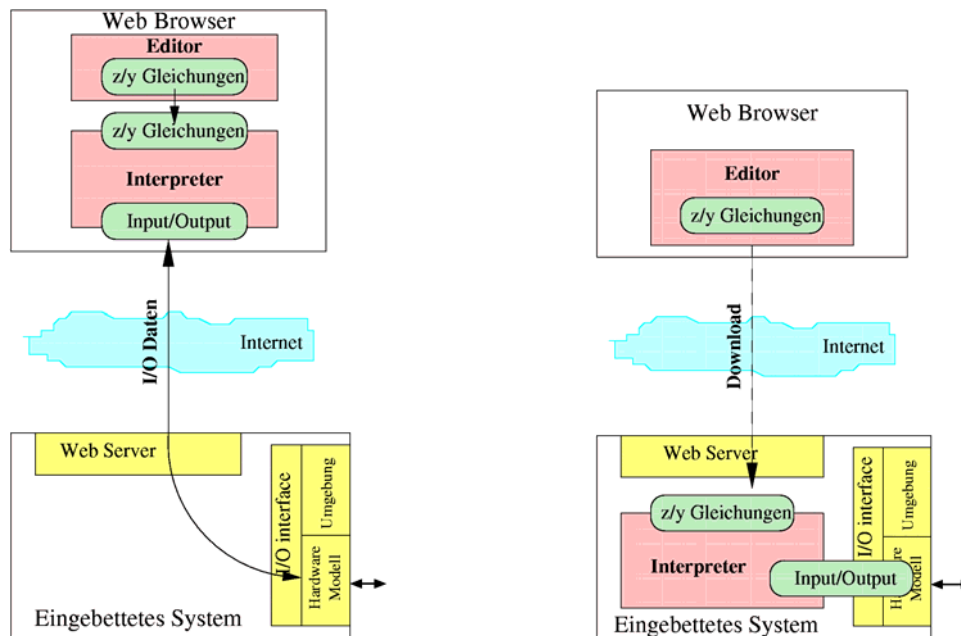 Web Browser
Editor
z/y Gleichungen
z/y Gleichungen
Interpreter
Input/Output
I/O Daten
Internet
Web Server
I/O interface
Umgebung
Hardware
Modell
Eingebettetes System
Web Browser
Editor
z/y Gleichungen
Download
Internet
Web Server
z/y Gleichungen
Interpreter
Input/Output
I/O interface
Umgebung
Modell
Eingebettetes System